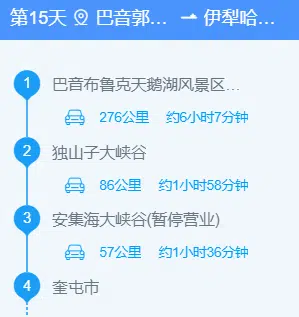 第15天 巴音郭... 伊犁哈...
1 巴音布鲁克天鹅湖风景区...
276公里 约6小时7分钟
2 独山子大峡谷
86公里 约1小时58分钟
3 安集海大峡谷(暂停营业)
57公里 约1小时36分钟
4 奎屯市